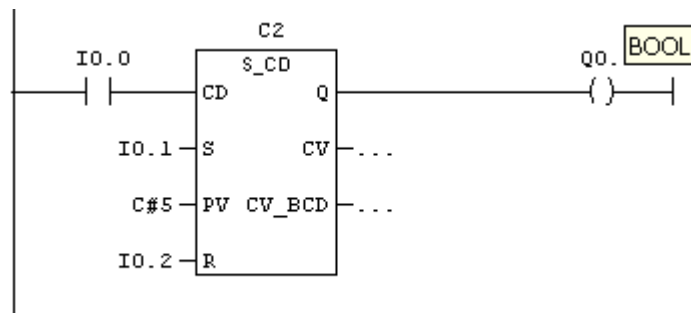 C2
I0.0
S_CD
Q0.
BOOL
CD
Q
I0.1
S
CV
...
C#5
PV
CV_BCD
...
I0.2
R